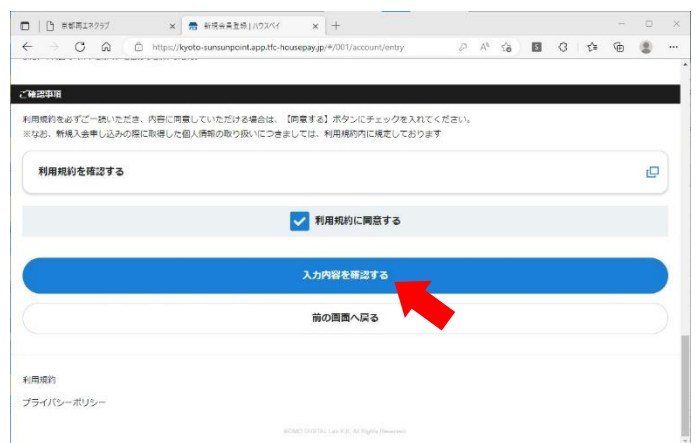 新規会員登録 | ハウスペイ
https://kyoto-sunsunpoint.app.tfc-housepay.jp/#/001/account/entry
ご確認事項
利用規約を必ずご一読いただき、内容に同意していただける場合は、【同意する】ボタンにチェックを入れてください。
※なお、新規入会申し込みの際に取得した個人情報の取り扱いにつきましては、利用規約内に規定しております
利用規約を確認する
利用規約に同意する
入力内容を確認する
前の画面へ戻る
利用規約
プライバシーポリシー